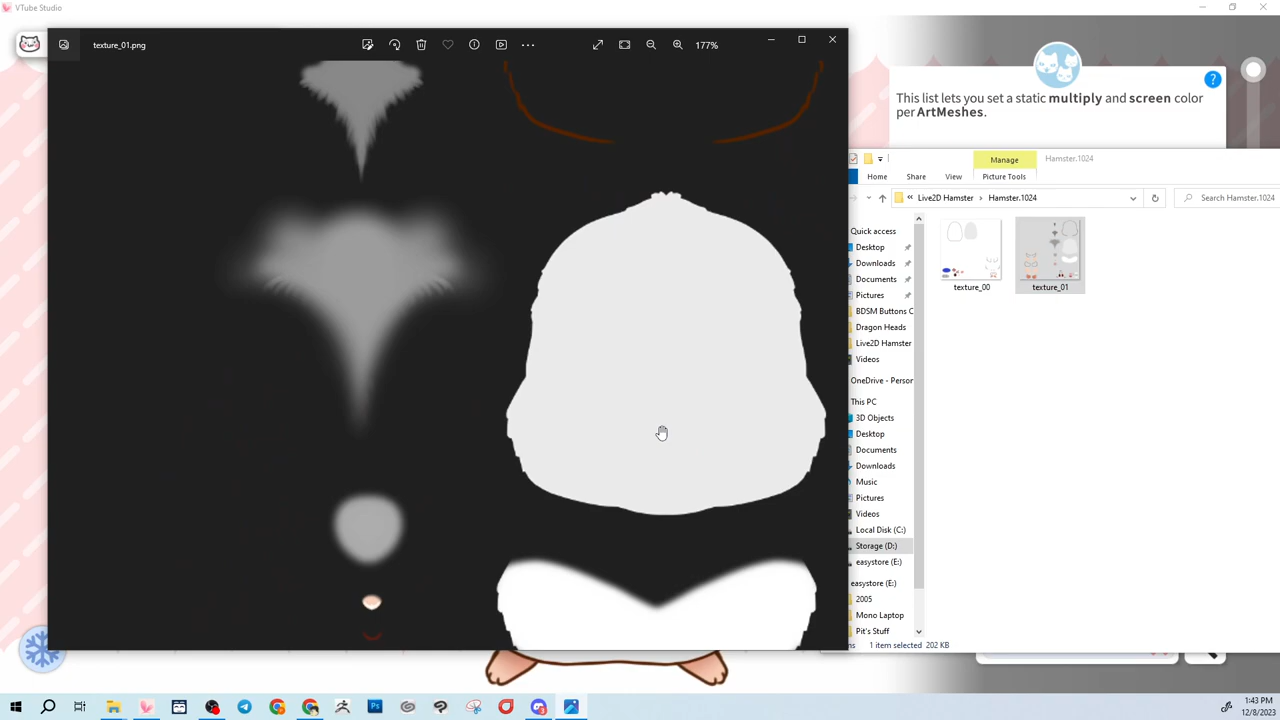 VTube Studio
texture_01.png
177%
This list lets you set a static multiply and screen color
per ArtMeshes.
?
Manage
Hamster.1024
Home
Share
View
Picture Tools
«
Live2D Hamster
Hamster.1024
Search Hamster.1024
Quick access
Desktop
Downloads
Documents
Pictures
BDSM Buttons C
Dragon Heads
Live2D Hamster
Videos
OneDrive - Person
This PC
3D Objects
Desktop
Documents
Downloads
Music
Pictures
Videos
Local Disk (C:)
Storage (D:)
easystore (E:)
easystore (E:)
2005
Mono Laptop
Pit's Stuff
texture_00
texture_01
ms
1 item selected 202 KB
Ps
1:43 PM
12/8/2023